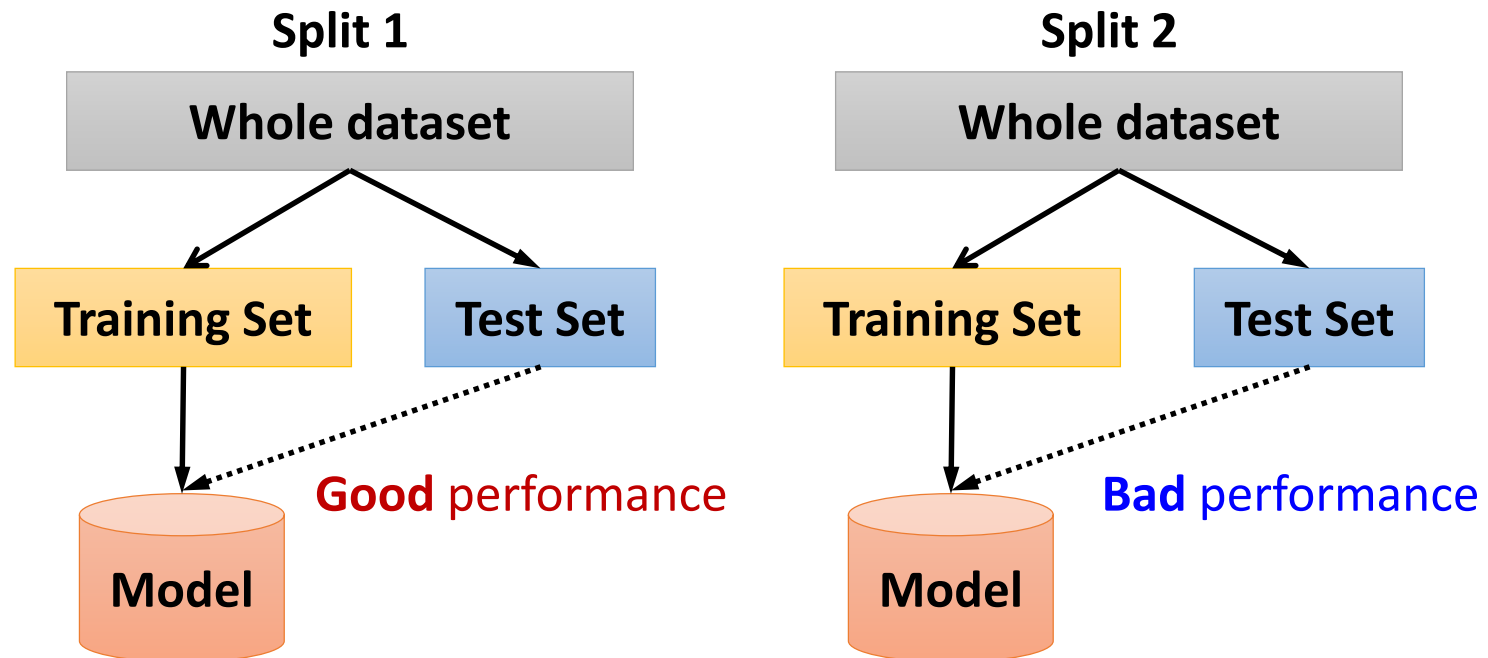 Split 1
Whole dataset
Training Set
Test Set
Good performance
Model
Split 2
Whole dataset
Training Set
Test Set
Bad performance
Model